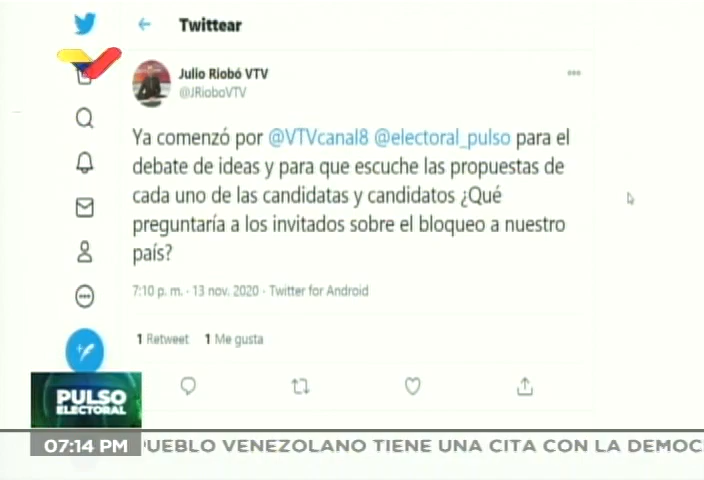 Twittear
Julio Riobó VTV
@JRioboVTV
Ya comenzó por @VTVcanal8 @electoral_pulso para el
debate de ideas y para que escuche las propuestas de
cada uno de las candidatas y candidatos ¿Qué
preguntaría a los invitados sobre el bloqueo a nuestro
país?
7:10 p. m. · 13 nov. 2020 · Twitter for Android
1 Retweet 1 Me gusta
PULSO
ELECTORAL
07:14 PM PUEBLO VENEZOLANO TIENE UNA CITA CON LA DEMOC